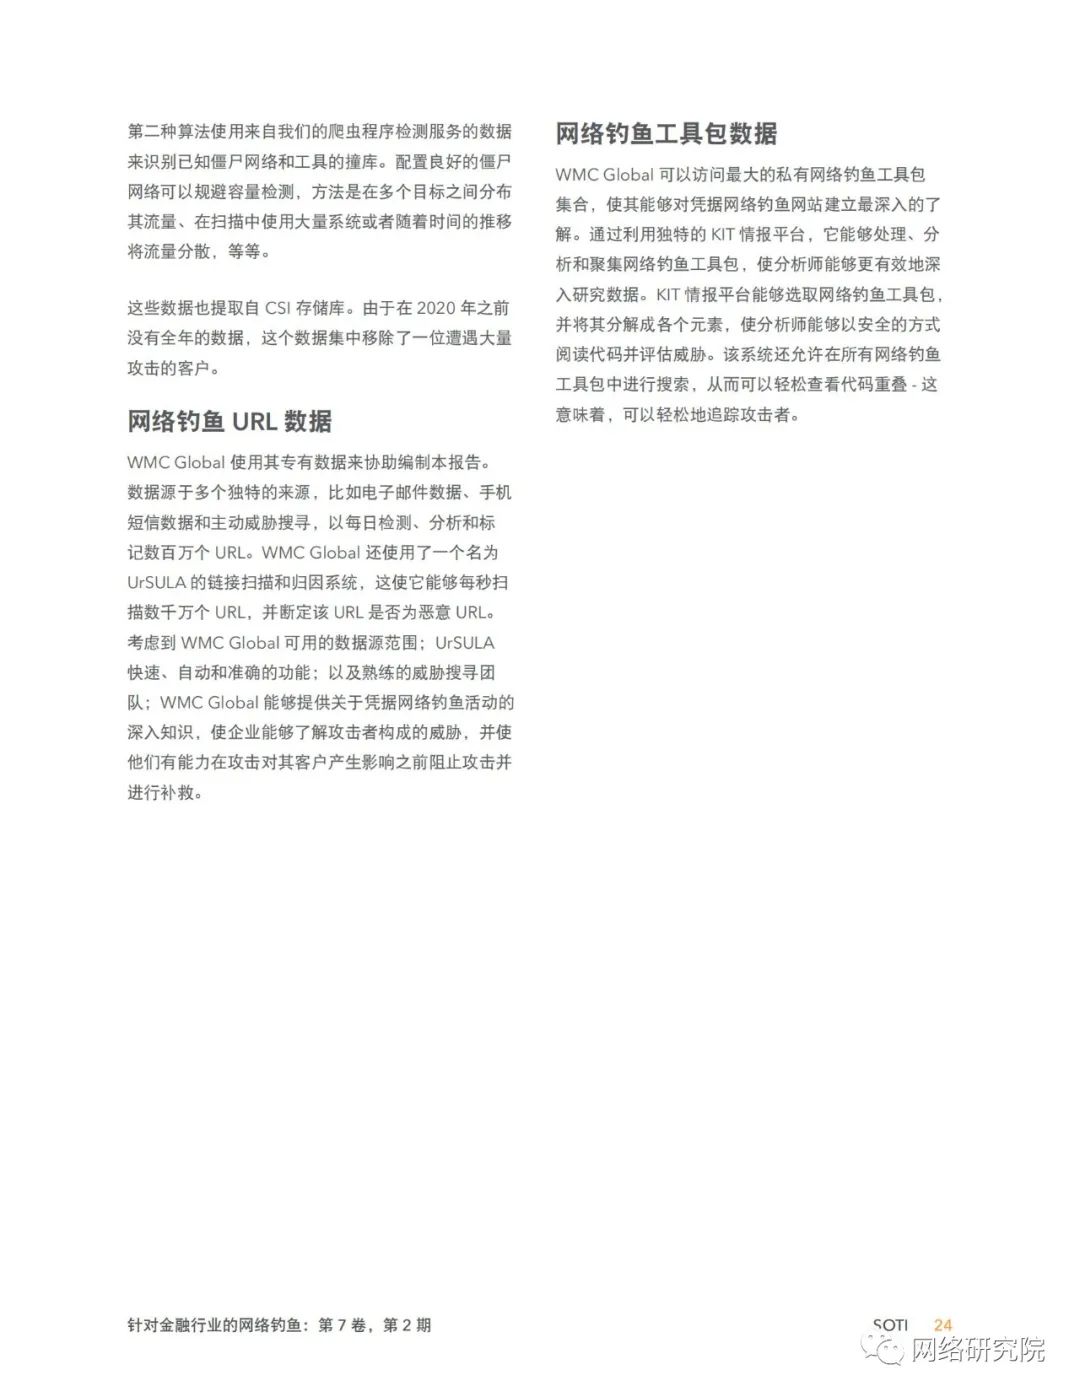 第二种算法使用来自我们的爬虫程序检测服务的数据
来识别已知僵尸网络和工具的撞库。配置良好的僵尸
网络可以规避容量检测，方法是在多个目标之间分布
其流量、在扫描中使用大量系统或者随着时间的推移
将流量分散，等等。
这些数据也提取自 CSI 存储库。由于在 2020 年之前
没有全年的数据，这个数据集中移除了一位遭遇大量
攻击的客户。
网络钓鱼 URL 数据
WMC Global 使用其专有数据来协助编制本报告。
数据源于多个独特的来源，比如电子邮件数据、手机
短信数据和主动威胁搜寻，以每日检测、分析和标
记数百万个 URL。WMC Global 还使用了一个名为
UrSULA 的链接扫描和归因系统，这使它能够每秒扫
描数千万个 URL，并断定该 URL 是否为恶意 URL。
考虑到 WMC Global 可用的数据源范围；UrSULA
快速、自动和准确的功能；以及熟练的威胁搜寻团
队；WMC Global 能够提供关于凭据网络钓鱼活动的
深入知识，使企业能够了解攻击者构成的威胁，并使
他们有能力在攻击对其客户产生影响之前阻止攻击并
进行补救。
网络钓鱼工具包数据
WMC Global 可以访问最大的私有网络钓鱼工具包
集合，使其能够对凭据网络钓鱼网站建立最深入的了
解。通过利用独特的 KIT 情报平台，它能够处理、分
析和聚集网络钓鱼工具包，使分析师能够更有效地深
入研究数据。KIT 情报平台能够选取网络钓鱼工具包，
并将其分解成各个元素，使分析师能够以安全的方式
阅读代码并评估威胁。该系统还允许在所有网络钓鱼
工具包中进行搜索，从而可以轻松查看代码重叠 - 这
意味着，可以轻松地追踪攻击者。
针对金融行业的网络钓鱼：第 7 卷，第 2 期
SOTI 24
网络研究院